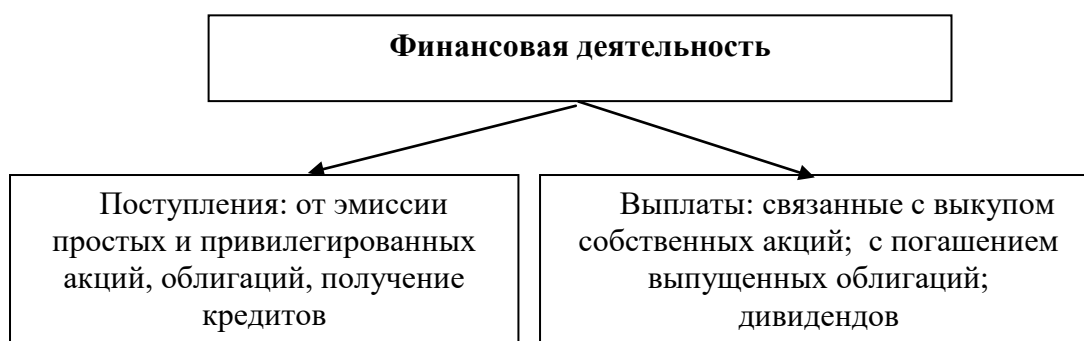 Финансовая деятельность
Поступления: от эмиссии
простых и привилегированных
акций, облигаций, получение
кредитов
Выплаты: связанные с выкупом
собственных акций; с погашением
выпущенных облигаций;
дивидендов